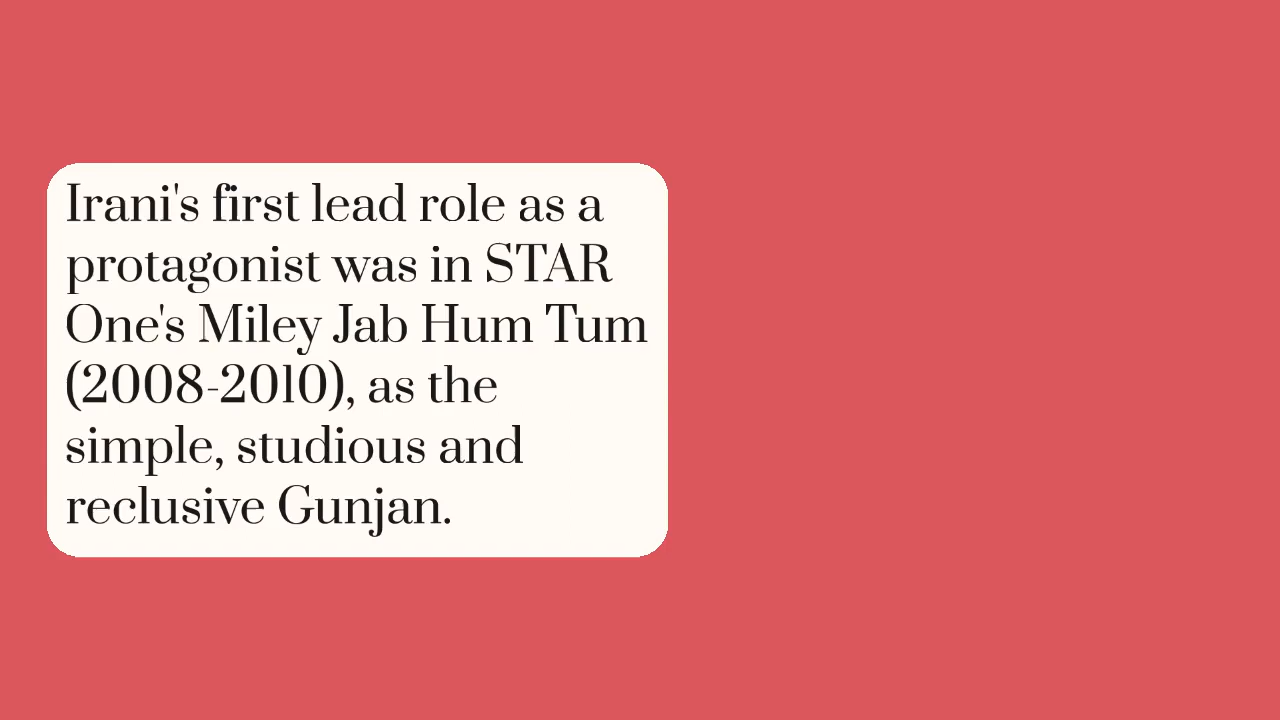 Irani's first lead role as a
protagonist was in STAR
One's Miley Jab Hum Tum
(2008-2010), as the
simple, studious and
reclusive Gunjan.